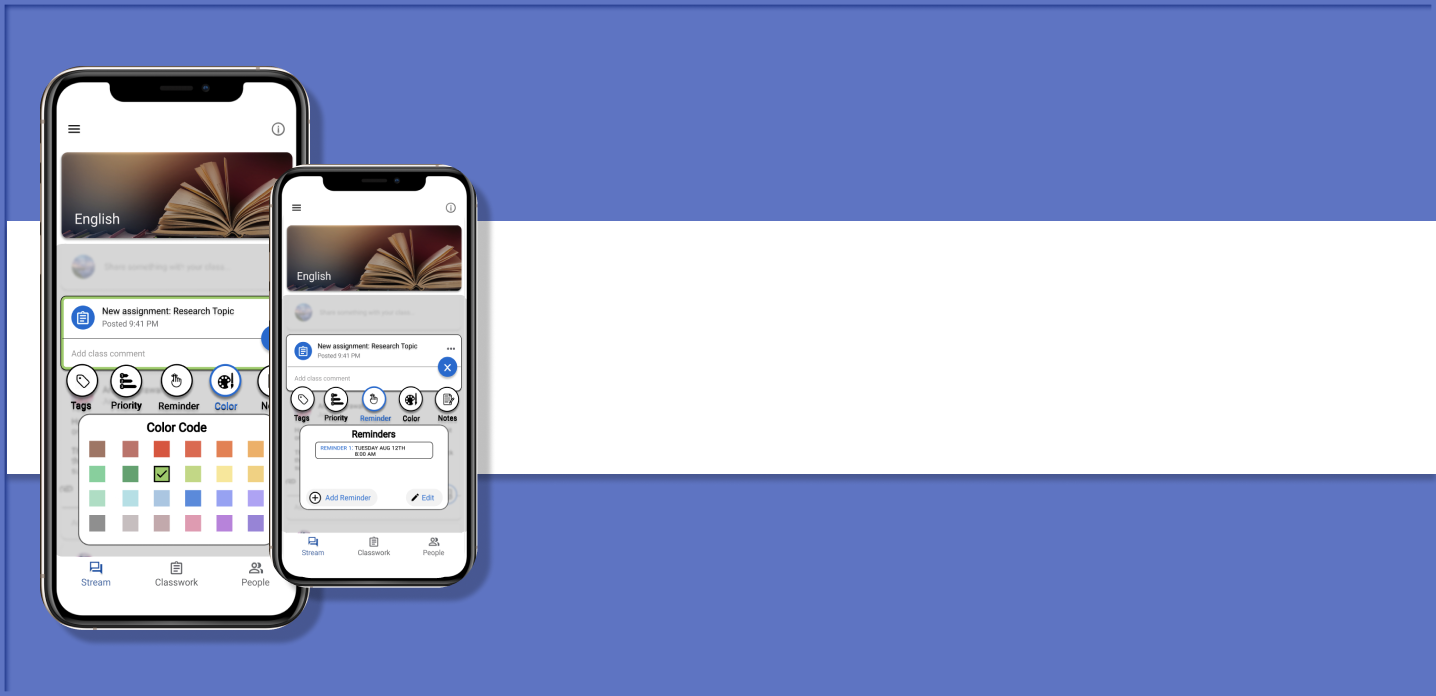 English
Share something with your class...
New assignment: Research Topic
Posted 9:41 PM
Add class comment
Tags
Priority
Reminder
Color
Color Code
Stream
Classwork
People
English
Share something with your class...
New assignment: Research Topic
Posted 9:41 PM
Add class comment
Tags
Priority
Reminder
Color
Notes
Reminders
REMINDER 1: TUESDAY AUG 12TH
8:00 AM
Add Reminder
Edit
Stream
Classwork
People